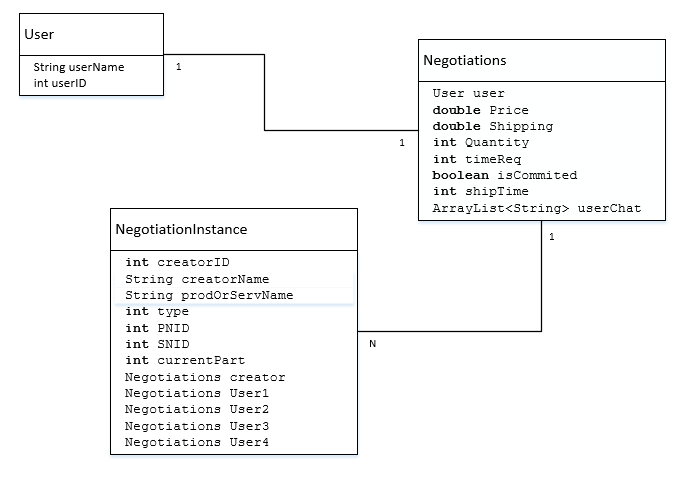 User
String userName
int userID
1
Negotiations
User user
double Price
double Shipping
int Quantity
int timeReq
boolean isCommited
int shipTime
ArrayList<String> userChat
1
1
NegotiationInstance
int creatorID
String creatorName
String prodOrServName
int type
int PNID
int SNID
int currentPart
Negotiations creator
Negotiations User1
Negotiations User2
Negotiations User3
Negotiations User4
N